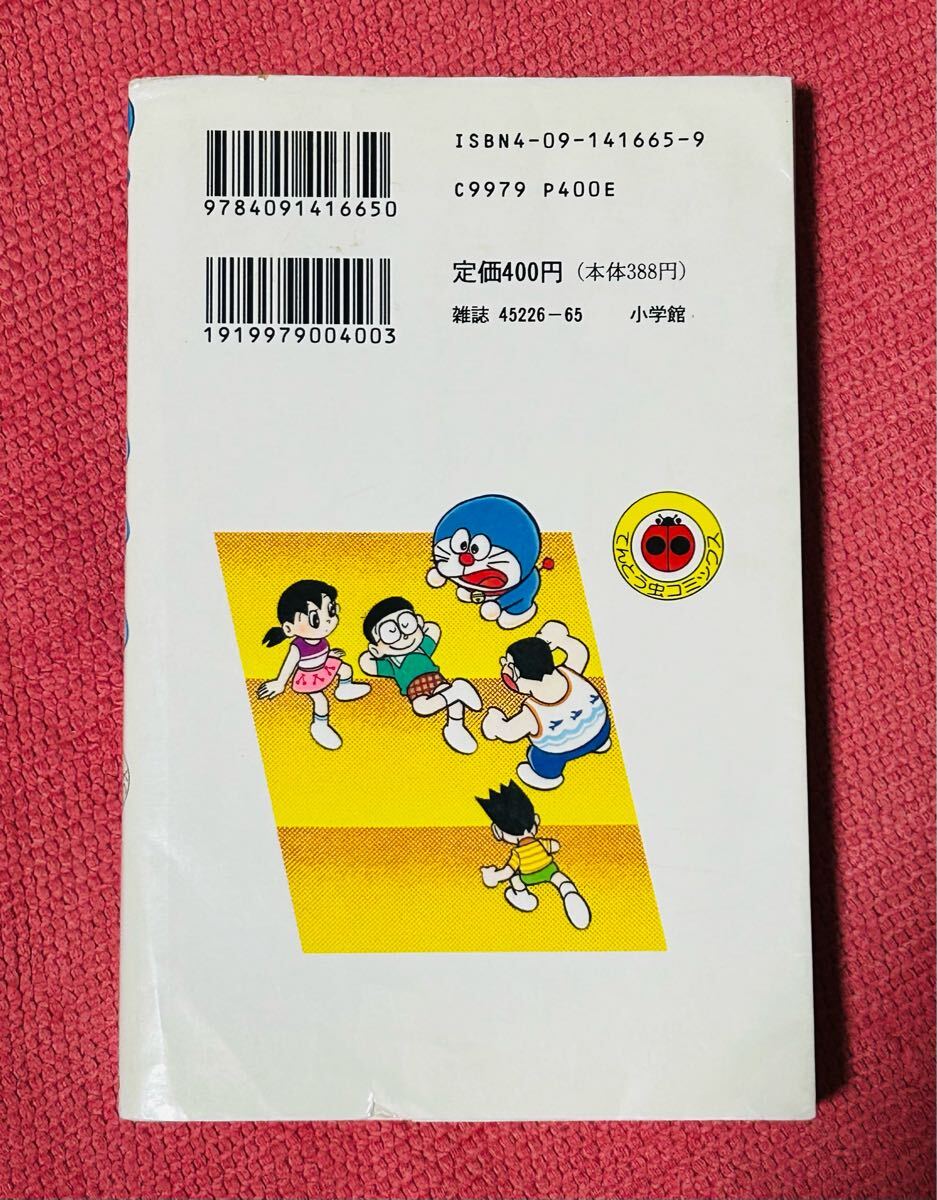 ISBN4-09-141665-9
9784091416650
C9979 P400E
定価400円(本体388円)
1919979004003
雑誌 45226-65 小学館
てんとう虫コミックス